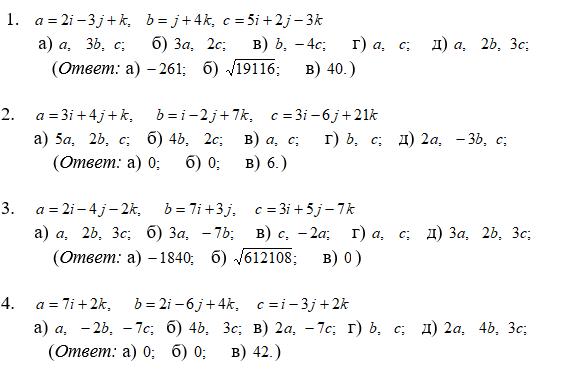 1. a = 2i − 3j + k, b = j + 4k, c = 5i + 2j − 3k
а) a, 3b, c; б) 3a, 2c; в) b, −4c; г) a, c; д) a, 2b, 3c;
(Ответ: а) −261; б) √19116; в) 40.)
2. a = 3i + 4j + k, b = i − 2j + 7k, c = 3i − 6j + 21k
а) 5a, 2b, c; б) 4b, 2c; в) a, c; г) b, c; д) 2a, −3b, c;
(Ответ: а) 0; б) 0; в) 6.)
3. a = 2i − 4j − 2k, b = 7i + 3j, c = 3i + 5j − 7k
а) a, 2b, 3c; б) 3a, −7b; в) c, −2a; г) a, c; д) 3a, 2b, 3c;
(Ответ: а) −1840; б) √612108; в) 0)
4. a = 7i + 2k, b = 2i − 6j + 4k, c = i − 3j + 2k
а) a, −2b, −7c; б) 4b, 3c; в) 2a, −7c; г) b, c; д) 2a, 4b, 3c;
(Ответ: а) 0; б) 0; в) 42.)